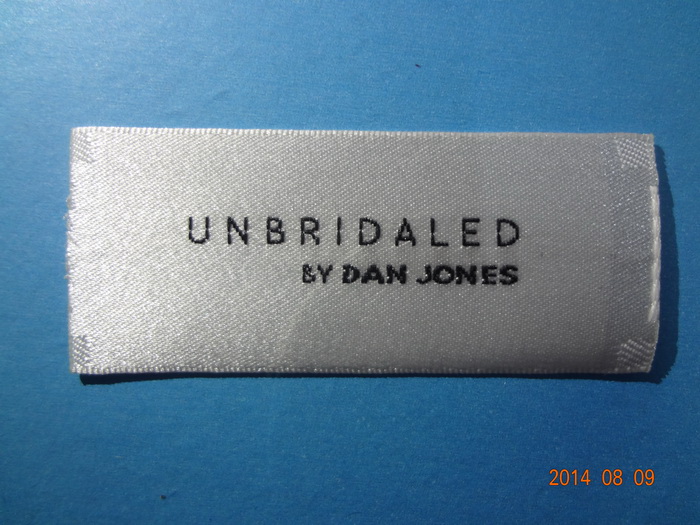 UNBRIDALED
BY DAN JONES
2014 08 09